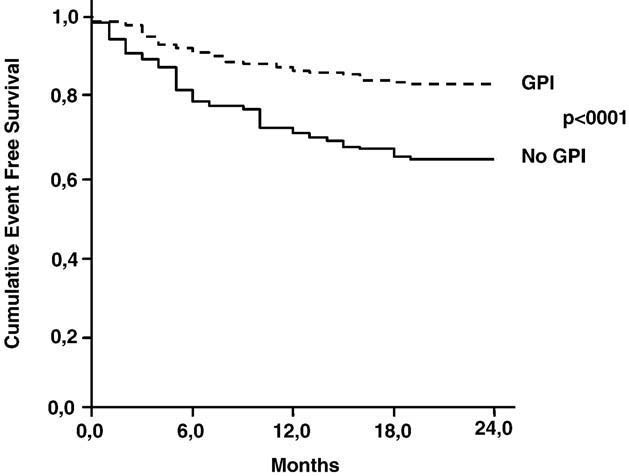 Cumulative Event Free Survival
1,0
0,8
0,6
0,4
0,2
0,0
GPI
p<0001
No GPI
0,0 6,0 12,0 18,0 24,0
Months